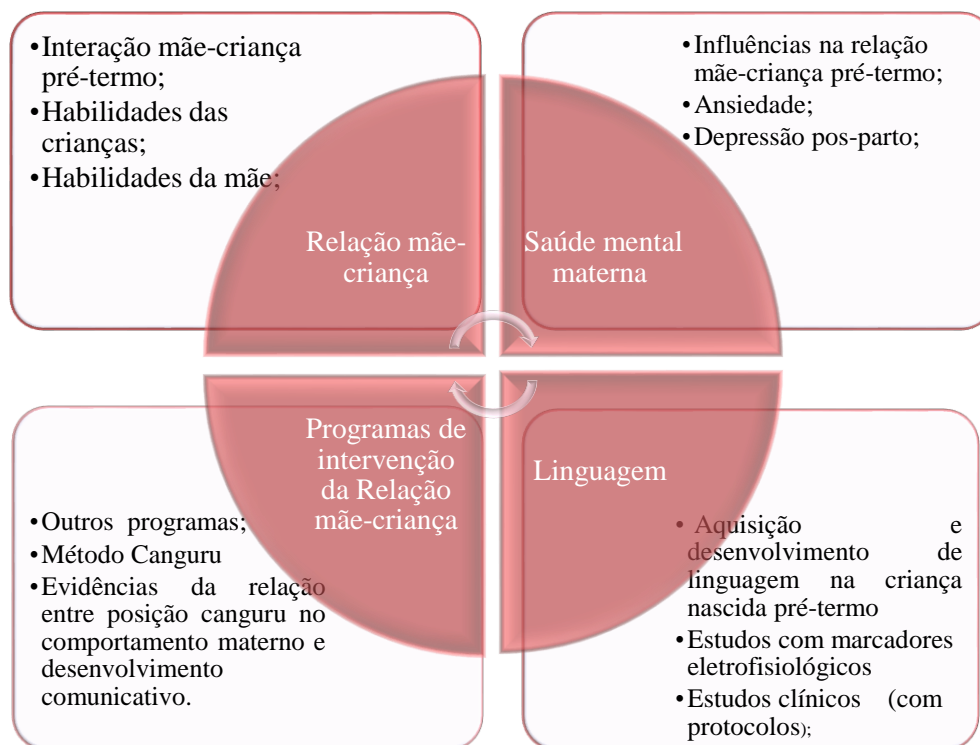 •Interação mãe-criança
pré-termo;
•Habilidades das
crianças;
•Habilidades da mãe;
Relação mãe-
criança
•Influências na relação
mãe-criança pré-termo;
•Ansiedade;
•Depressão pos-parto;
Saúde mental
materna
Programas de
intervenção
da Relação
mãe-criança
•Outros programas;
•Método Canguru
•Evidências da relação
entre posição canguru no
comportamento materno e
desenvolvimento
comunicativo.
Linguagem
• Aquisição e
desenvolvimento de
linguagem na criança
nascida pré-termo
•Estudos com marcadores
eletrofisiológicos
•Estudos clínicos (com
protocolos);